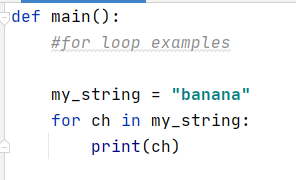 def main():
    #for loop examples

    my_string = "banana"
    for ch in my_string:
        print(ch)